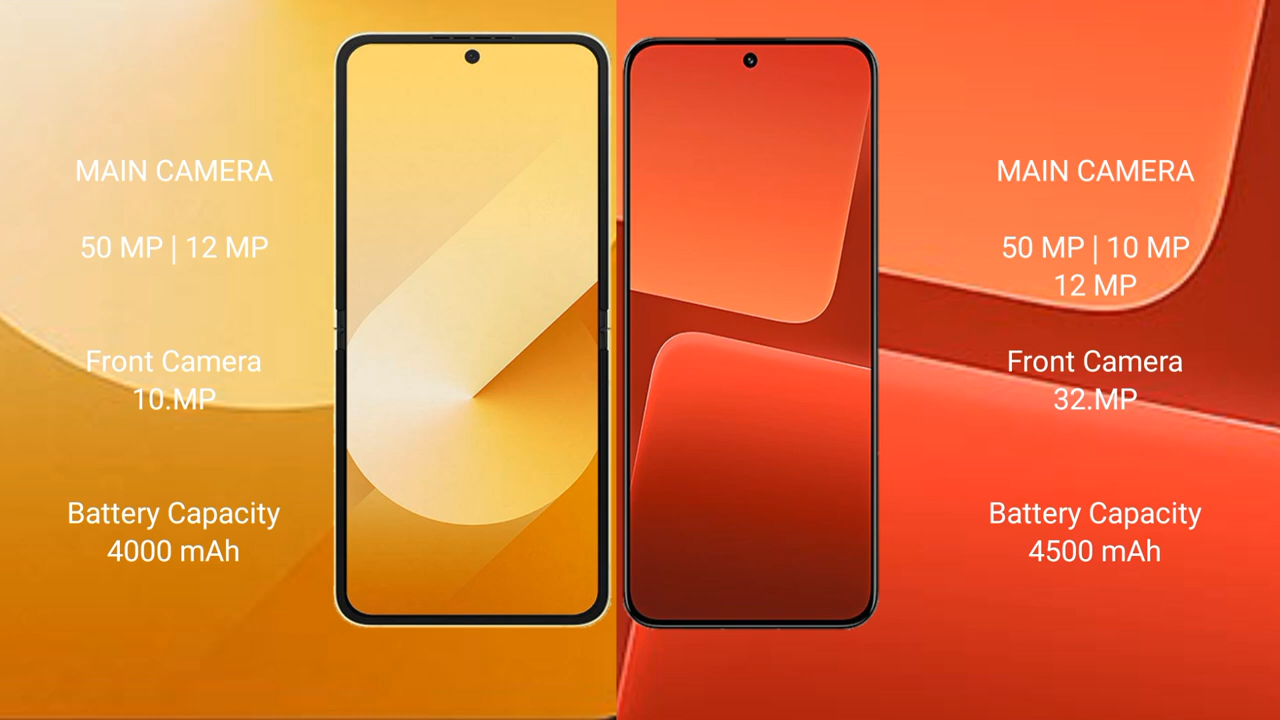 MAIN CAMERA
50 MP | 12 MP
Front Camera
10.MP
Battery Capacity
4000 mAh
MAIN CAMERA
50 MP | 10 MP
12 MP
Front Camera
32.MP
Battery Capacity
4500 mAh